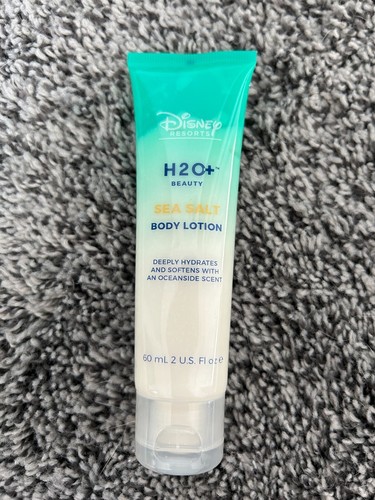 Disney
RESORTS
H2O+™
BEAUTY
SEA SALT
BODY LOTION
DEEPLY HYDRATES
AND SOFTENS WITH
AN OCEANSIDE SCENT
60 mL 2 U.S. Fl oz e